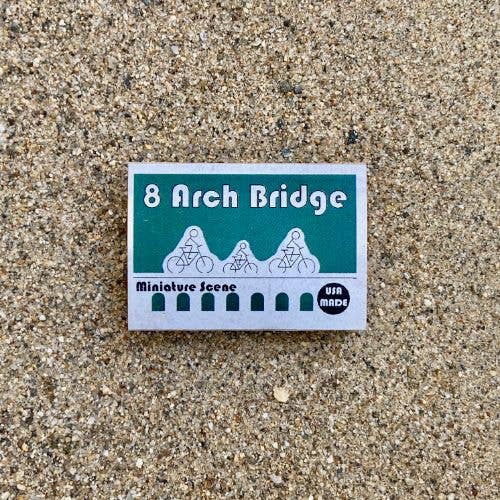 8 Arch Bridge
Miniature Scene
USA
MADE